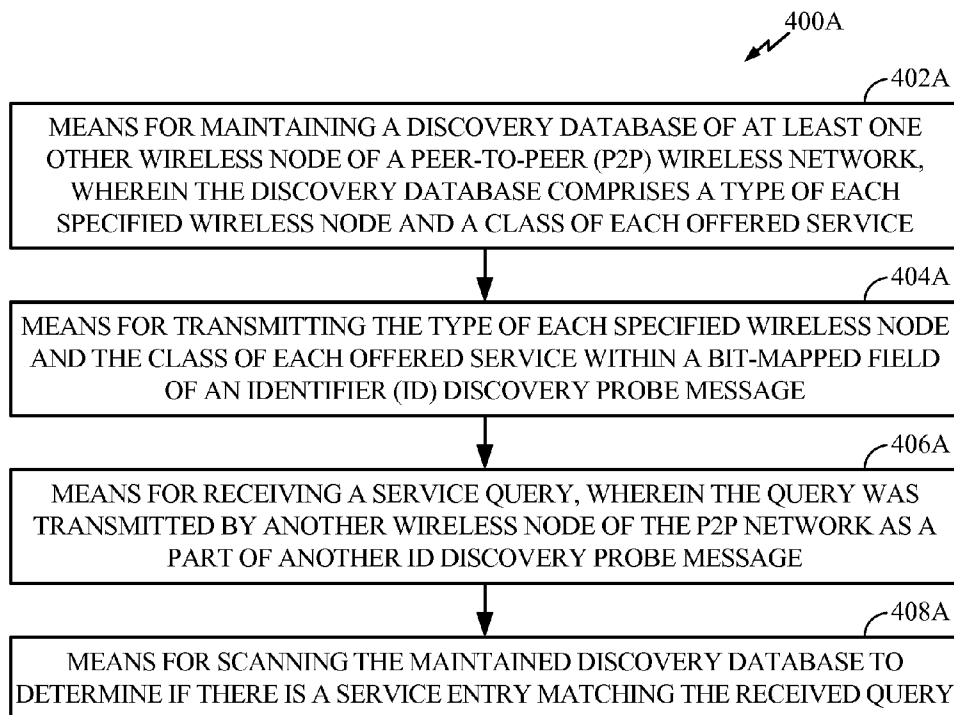 400A
402A
MEANS FOR MAINTAINING A DISCOVERY DATABASE OF AT LEAST ONE
OTHER WIRELESS NODE OF A PEER-TO-PEER (P2P) WIRELESS NETWORK,
WHEREIN THE DISCOVERY DATABASE COMPRISES A TYPE OF EACH
SPECIFIED WIRELESS NODE AND A CLASS OF EACH OFFERED SERVICE
404A
MEANS FOR TRANSMITTING THE TYPE OF EACH SPECIFIED WIRELESS NODE
AND THE CLASS OF EACH OFFERED SERVICE WITHIN A BIT-MAPPED FIELD
OF AN IDENTIFIER (ID) DISCOVERY PROBE MESSAGE
406A
MEANS FOR RECEIVING A SERVICE QUERY, WHEREIN THE QUERY WAS
TRANSMITTED BY ANOTHER WIRELESS NODE OF THE P2P NETWORK AS A
PART OF ANOTHER ID DISCOVERY PROBE MESSAGE
408A
MEANS FOR SCANNING THE MAINTAINED DISCOVERY DATABASE TO
DETERMINE IF THERE IS A SERVICE ENTRY MATCHING THE RECEIVED QUERY